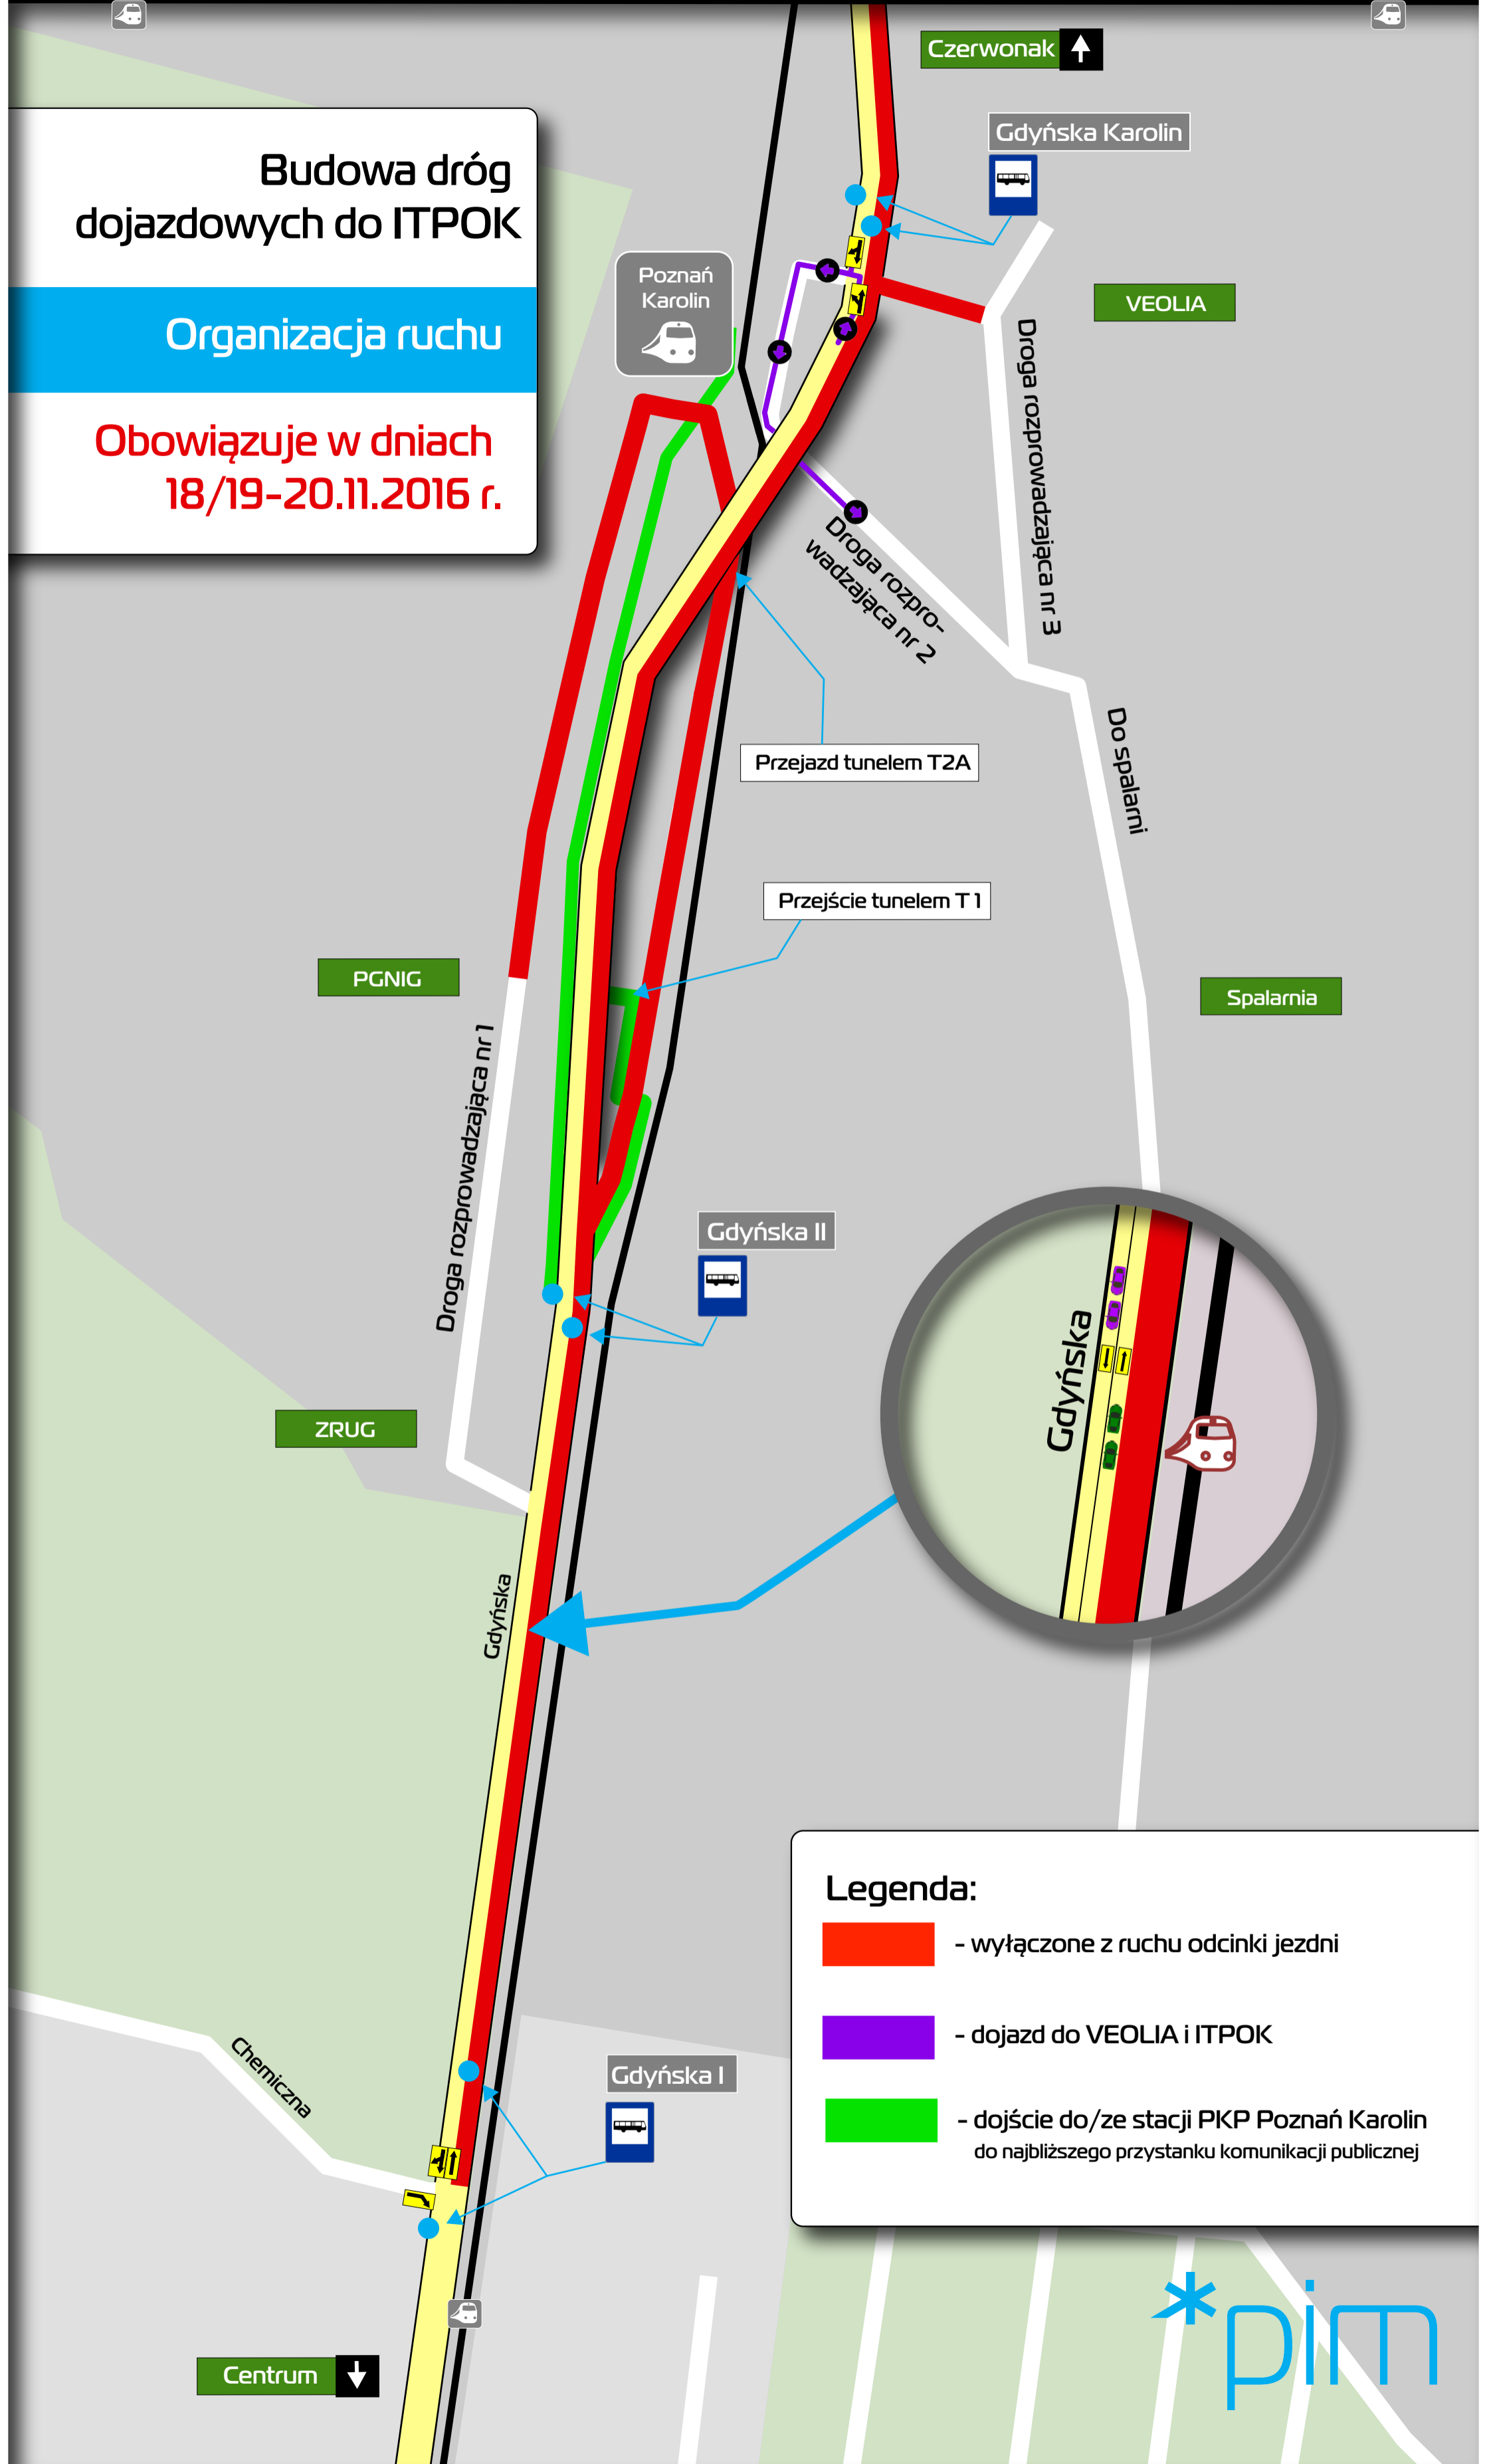 Budowa dróg
dojazdowych do ITPOK
Organizacja ruchu
Obowiązuje w dniach
18/19-20.11.2016 r.
Czerwonak
Gdyńska Karolin
Poznań
Karolin
VEOLIA
Droga rozprowadzająca nr 3
Droga rozpro-
wadzająca nr 2
Do spalarni
Przejazd tunelem T2A
Przejście tunelem T1
PGNIG
Spalarnia
Droga rozprowadzająca nr 1
Gdyńska II
Gdyńska
ZRUG
Gdyńska
Chemiczna
Gdyńska I
Centrum
Legenda:
- wyłączone z ruchu odcinki jezdni
- dojazd do VEOLIA i ITPOK
- dojście do/ze stacji PKP Poznań Karolin
do najbliższego przystanku komunikacji publicznej
*pim